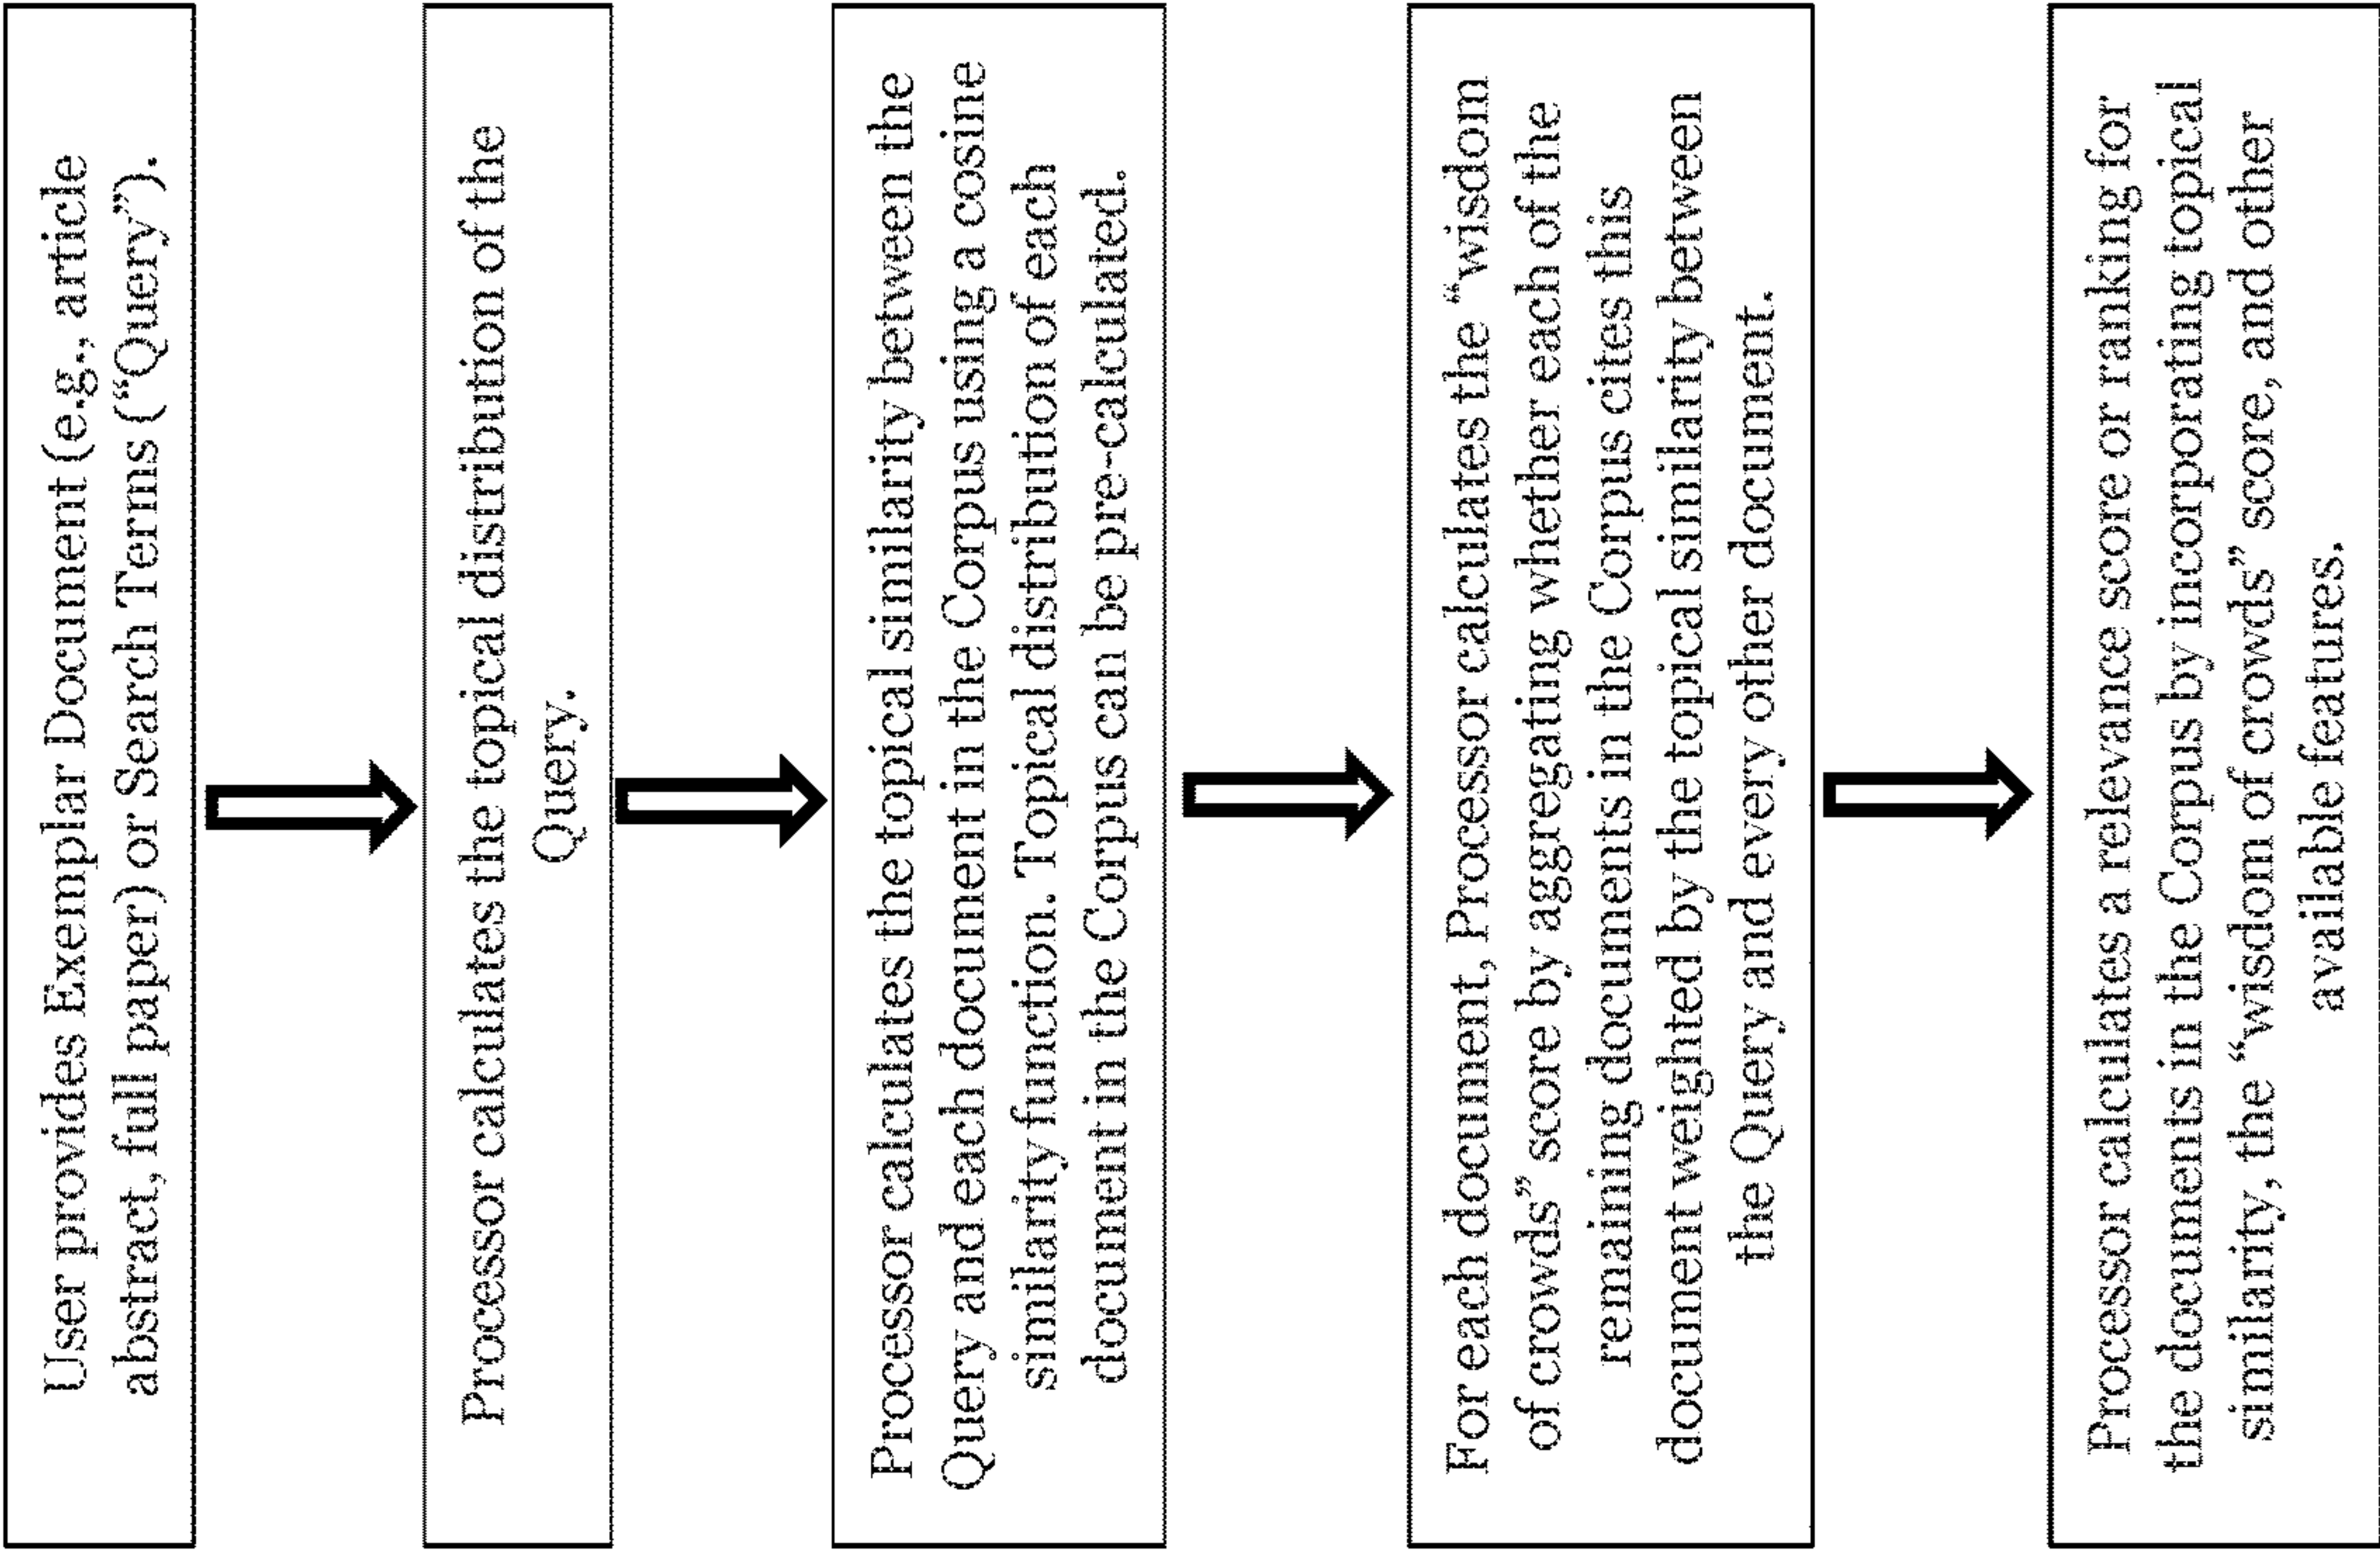 User provides Exemplar Document (e.g., article
abstract, full paper) or Search Terms (“Query”).
Processor calculates the topical distribution of the
Query.
Processor calculates the topical similarity between the
Query and each document in the Corpus using a cosine
similarity function. Topical distribution of each
document in the Corpus can be pre-calculated.
For each document, Processor calculates the “wisdom
of crowds” score by aggregating whether each of the
remaining documents in the Corpus cites this
document weighted by the topical similarity between
the Query and every other document.
Processor calculates a relevance score or ranking for
the documents in the Corpus by incorporating topical
similarity, the “wisdom of crowds” score, and other
available features.